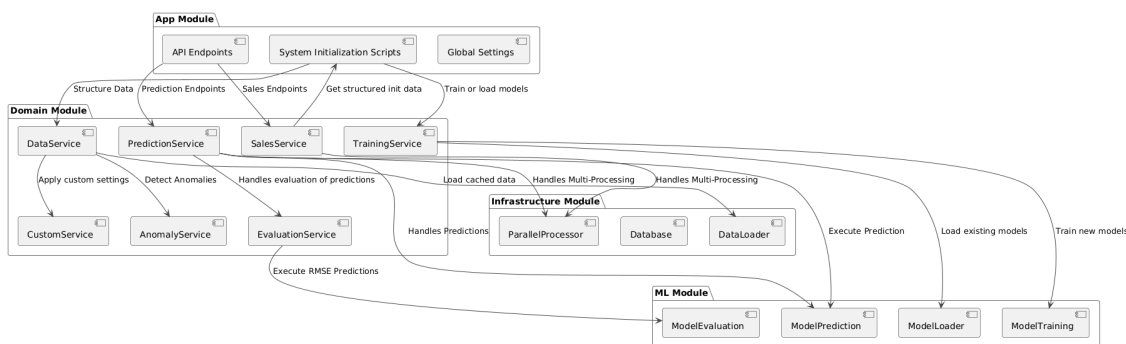 App Module
API Endpoints
System Initialization Scripts
Global Settings
Structure Data
Prediction Endpoints
Sales Endpoints
Get structured init data
Train or load models
Domain Module
DataService
PredictionService
SalesService
TrainingService
Apply custom settings
Detect Anomalies
Handles evaluation of predictions
Load cached data
Handles Multi-Processing
Handles Multi-Processing
Infrastructure Module
CustomService
AnomalyService
EvaluationService
Handles Predictions
ParallelProcessor
Database
DataLoader
Execute Prediction
Load existing models
Train new models
Execute RMSE Predictions
ML Module
ModelEvaluation
ModelPrediction
ModelLoader
ModelTraining